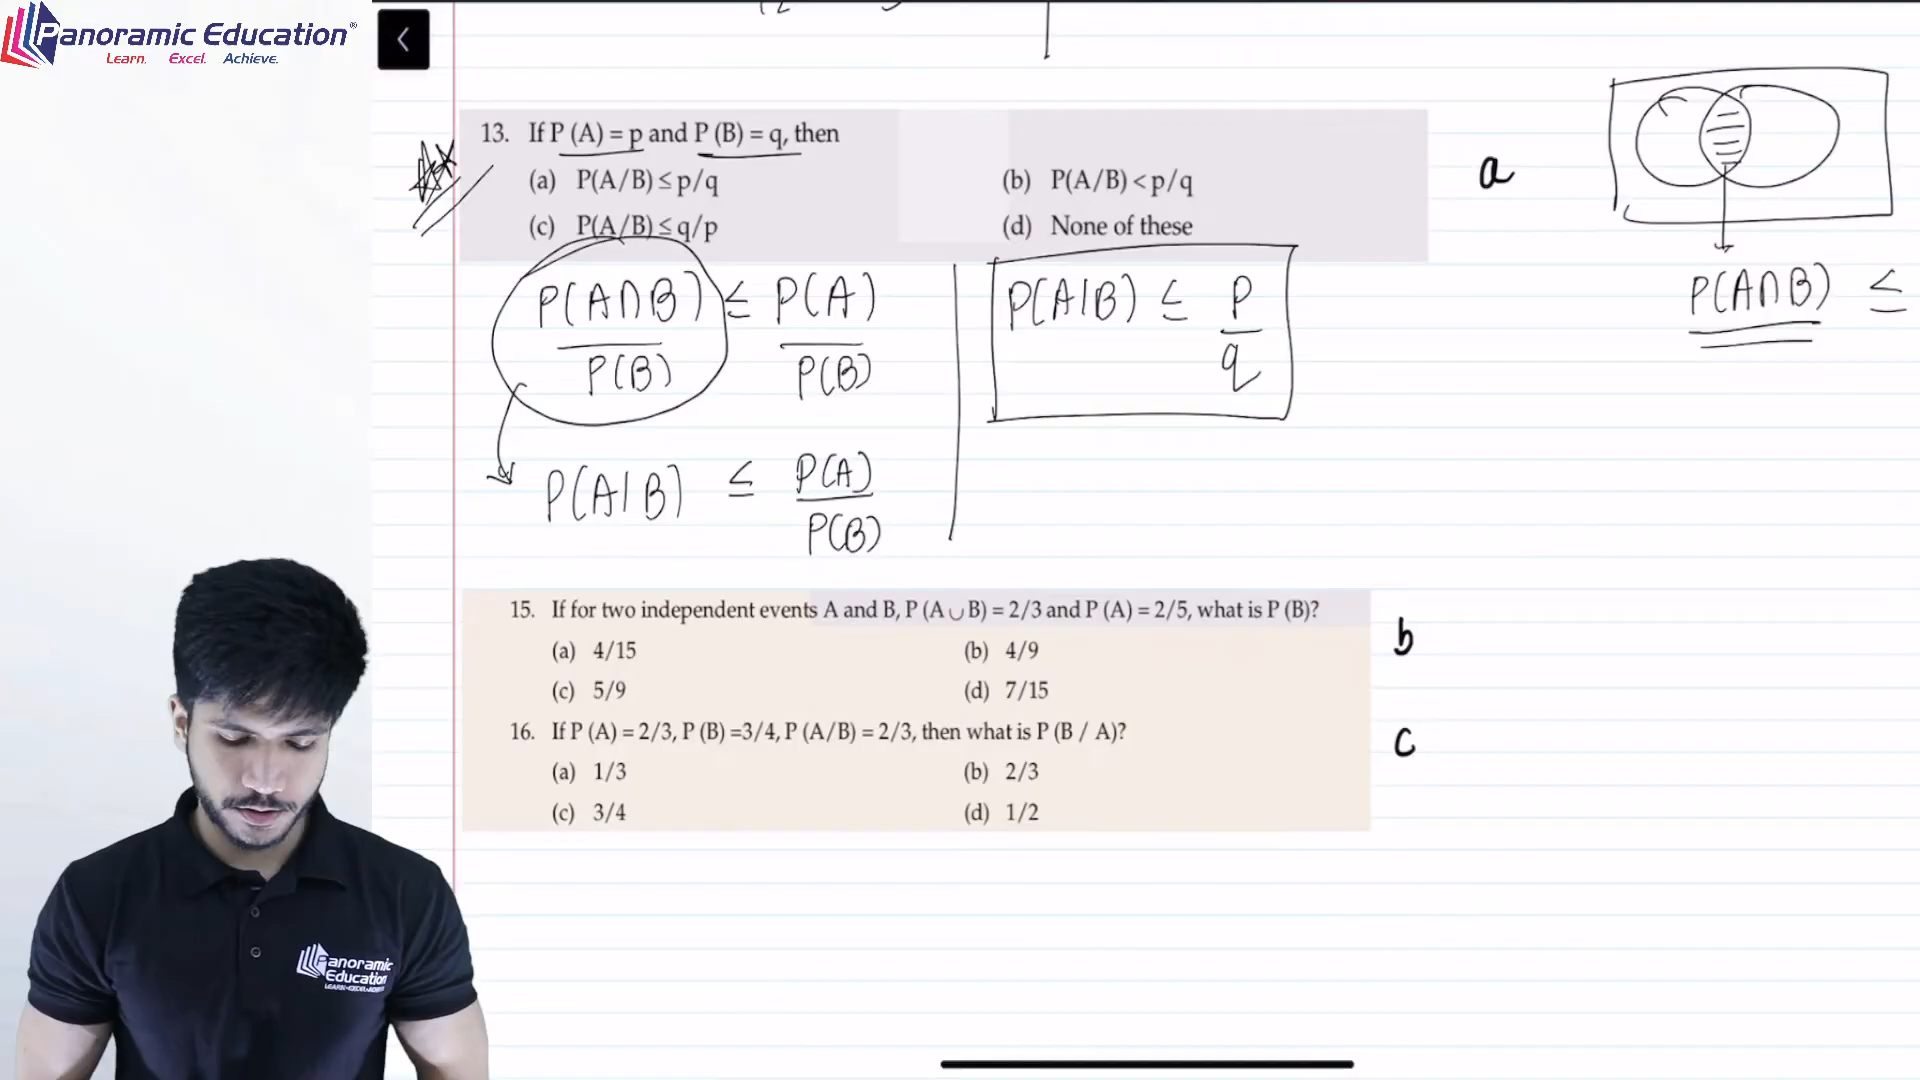 Panoramic Education®
Learn. Excel. Achieve.
13. If P (A) = p and P (B) = q, then
(a) P(A/B) ≤ p/q
(b) P(A/B) < p/q
(c) P(A/B) ≤ q/p
(d) None of these
a
P(A∩B) / P(B) ≤ P(A) / P(B)
P(A|B) ≤ p / q
P(A∩B) ≤
P(A|B) ≤ P(A) / P(B)
15. If for two independent events A and B, P (A ∪ B) = 2/3 and P (A) = 2/5, what is P (B)?
b
(a) 4/15
(b) 4/9
(c) 5/9
(d) 7/15
16. If P (A) = 2/3, P (B) =3/4, P (A/B) = 2/3, then what is P (B / A)?
c
(a) 1/3
(b) 2/3
(c) 3/4
(d) 1/2
Panoramic
Education
LEARN•EXCEL•